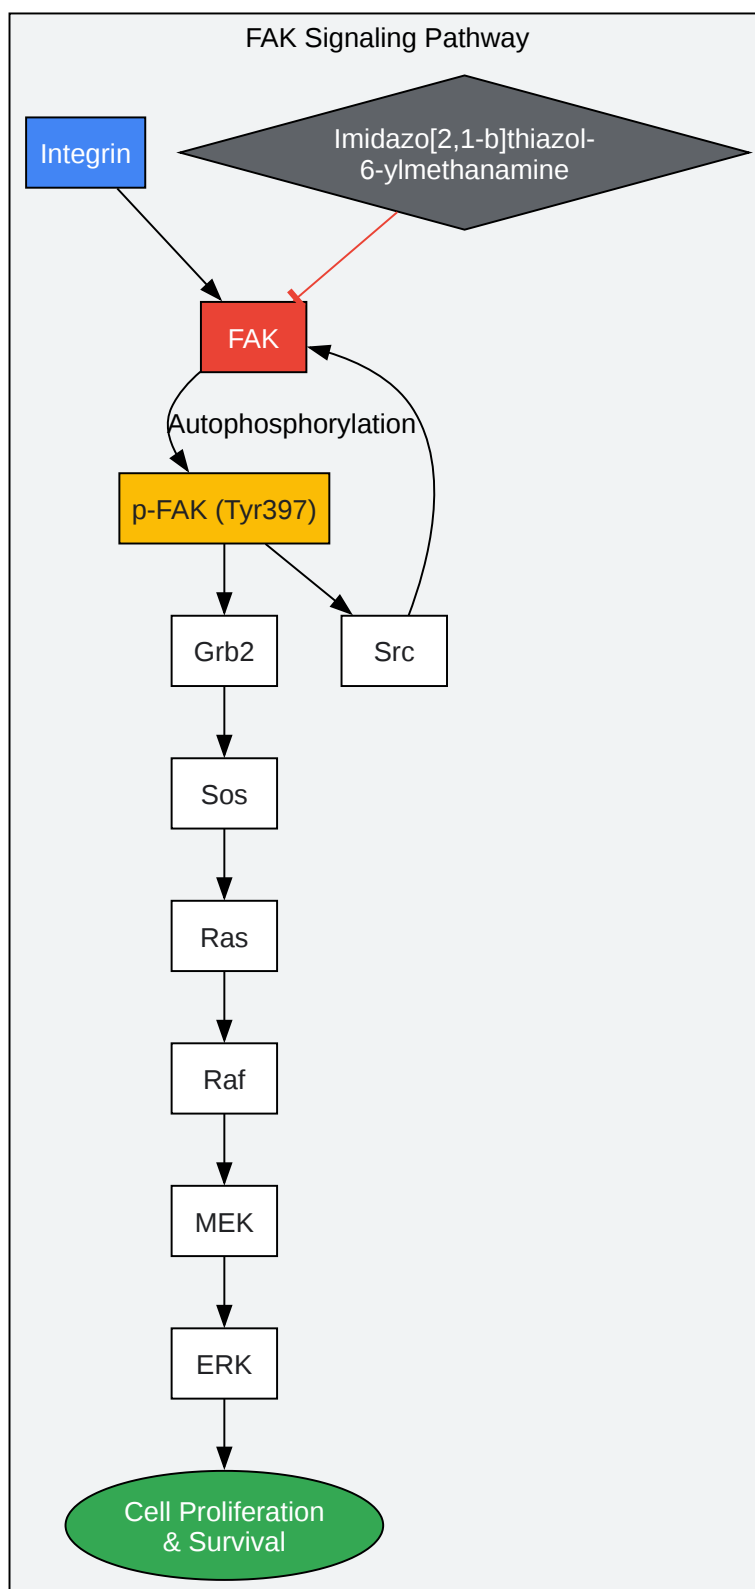 FAK Signaling Pathway
Integrin
Imidazo[2,1-b]thiazol-
6-ylmethanamine
FAK
Autophosphorylation
p-FAK (Tyr397)
Grb2
Src
Sos
Ras
Raf
MEK
ERK
Cell Proliferation
& Survival